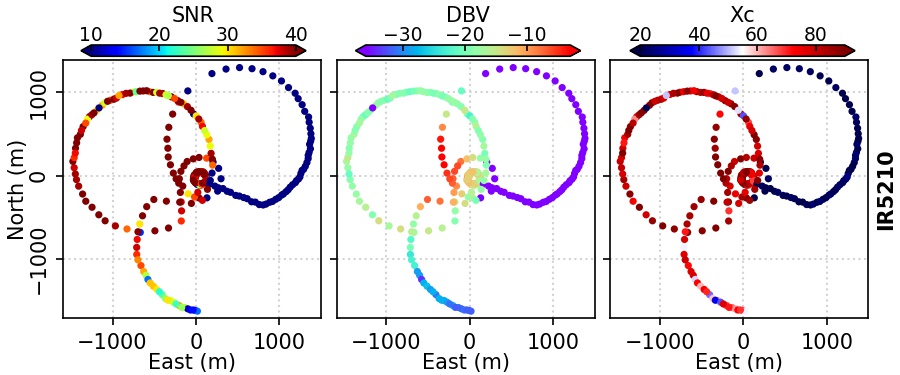 SNR DBV Xc
10 20 30 40 −30 −20 −10 20 40 60 80
1000
0
−1000
North (m)
IR5210
−1000 0 1000 −1000 0 1000 −1000 0 1000
East (m) East (m) East (m)